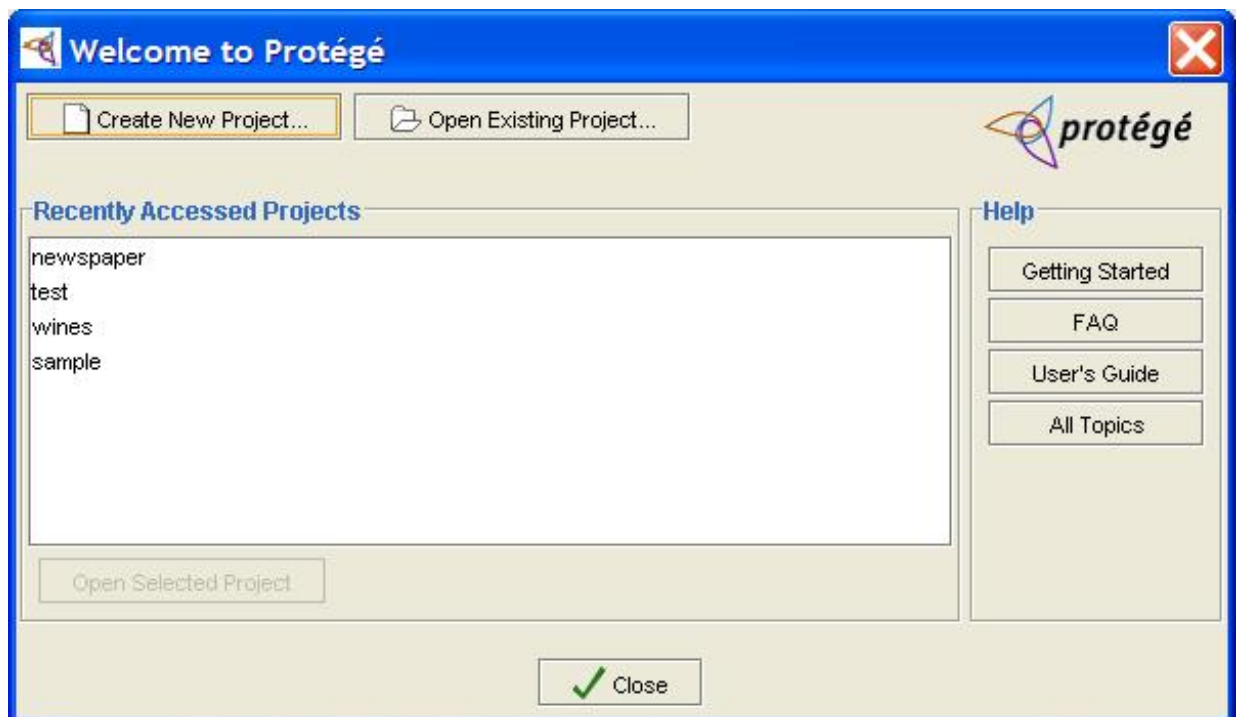 Welcome to Protégé
Create New Project...
Open Existing Project...
protégé
Recently Accessed Projects
newspaper
test
wines
sample
Open Selected Project
Help
Getting Started
FAQ
User's Guide
All Topics
Close